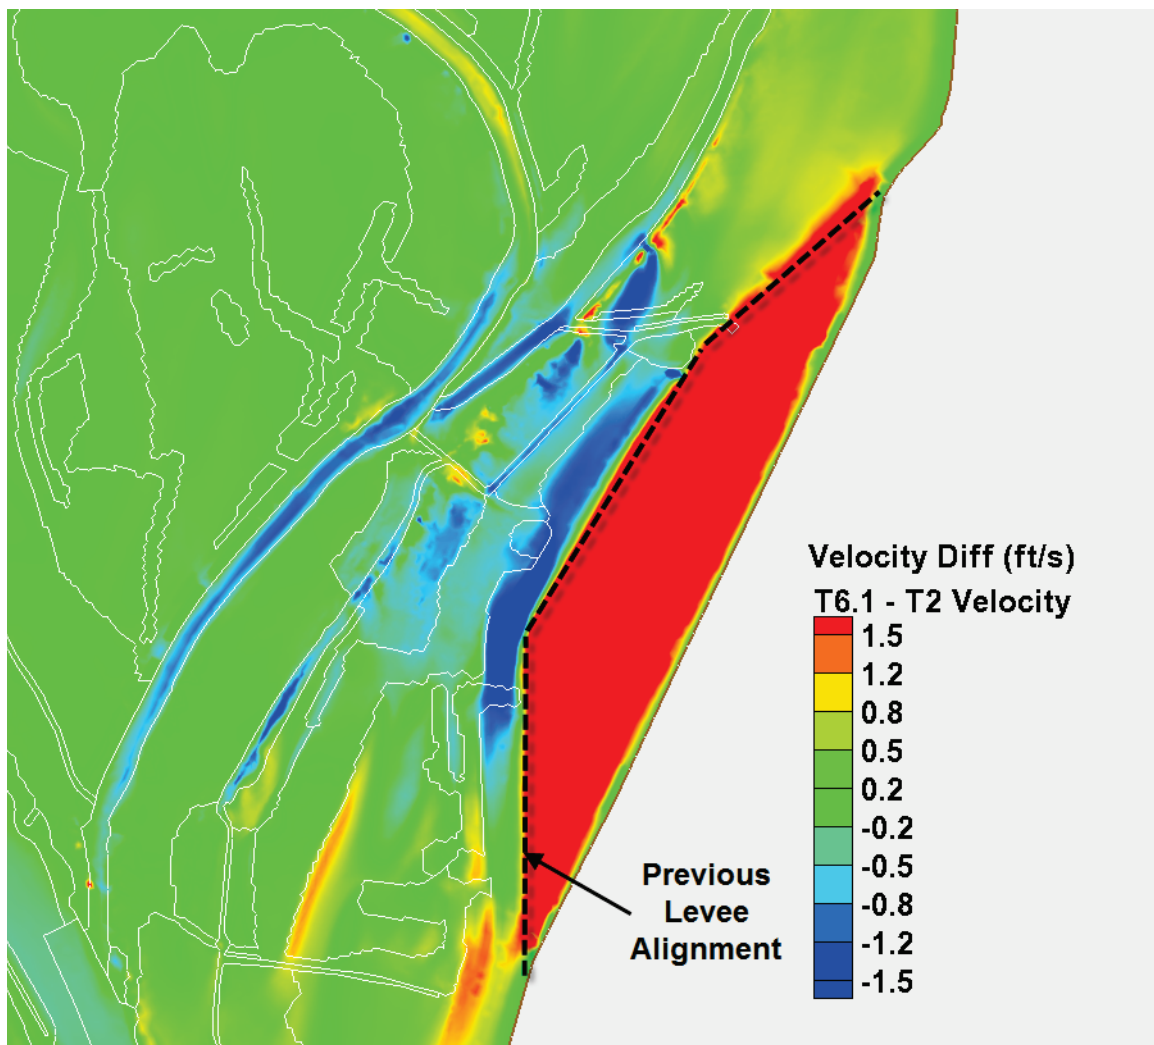 Velocity Diff (ft/s)
T6.1 - T2 Velocity
1.5
1.2
0.8
0.5
0.2
-0.2
-0.5
-0.8
-1.2
-1.5
Previous
Levee
Alignment